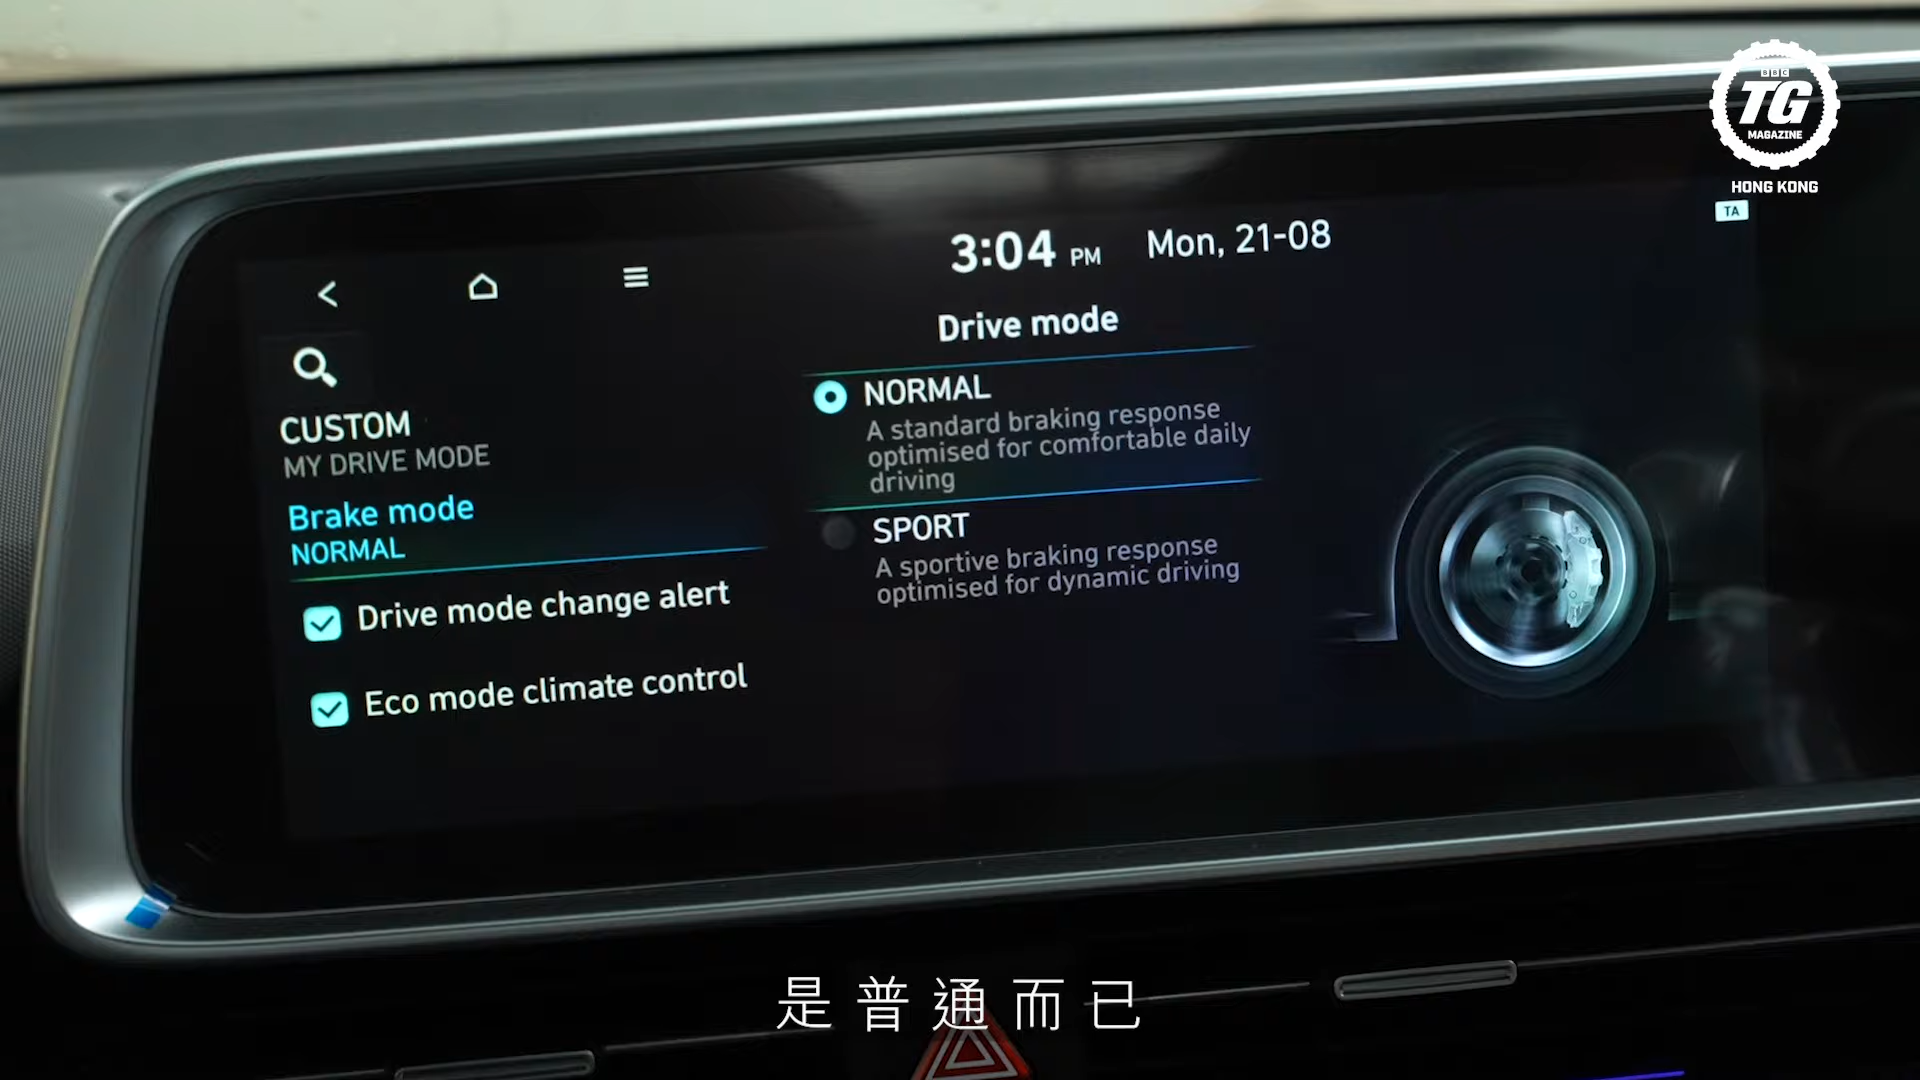 BBC
TG
MAGAZINE
HONG KONG
TA
3:04 PM Mon, 21-08
Drive mode
CUSTOM
MY DRIVE MODE
Brake mode
NORMAL
Drive mode change alert
Eco mode climate control
NORMAL
A standard braking response
optimised for comfortable daily
driving
SPORT
A sportive braking response
optimised for dynamic driving
是普通而已